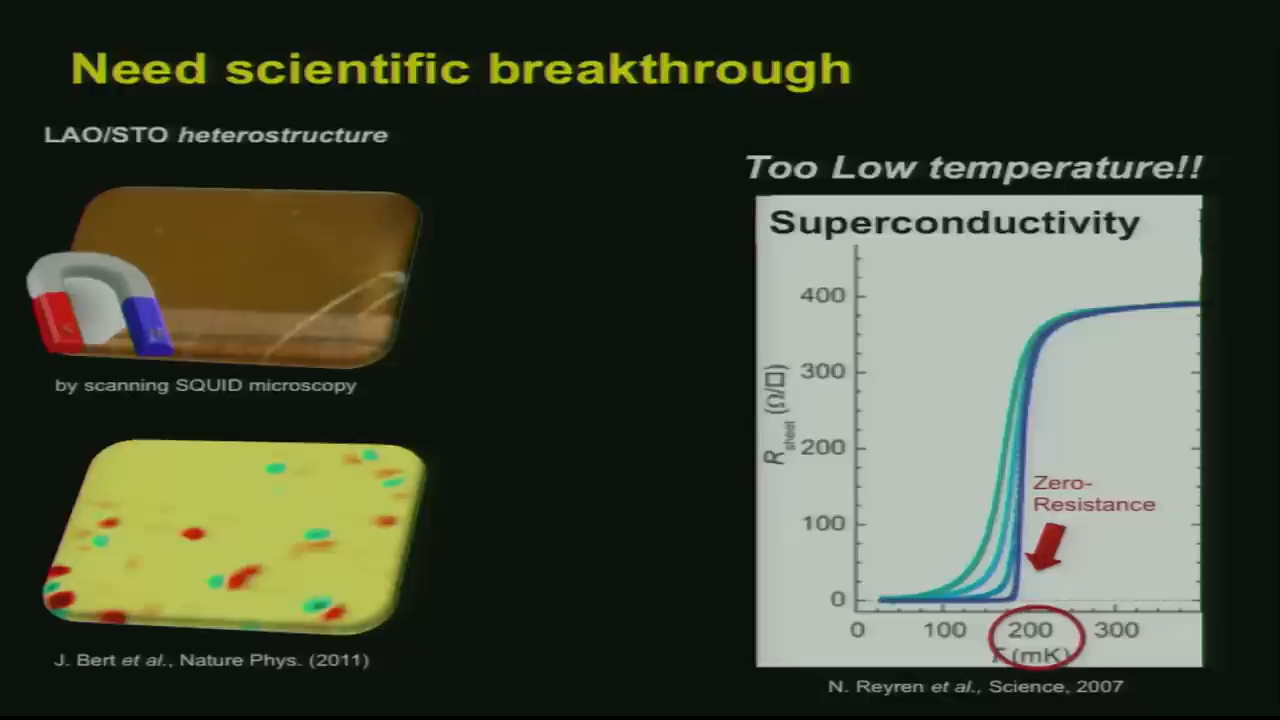 Need scientific breakthrough
LAO/STO heterostructure
by scanning SQUID microscopy
J. Bert et al., Nature Phys. (2011)
Too Low temperature!!
Superconductivity
400
300
200
100
0
R sheet (Ω/□)
Zero-
Resistance
0 100 200 300
T (mK)
N. Reyren et al., Science, 2007